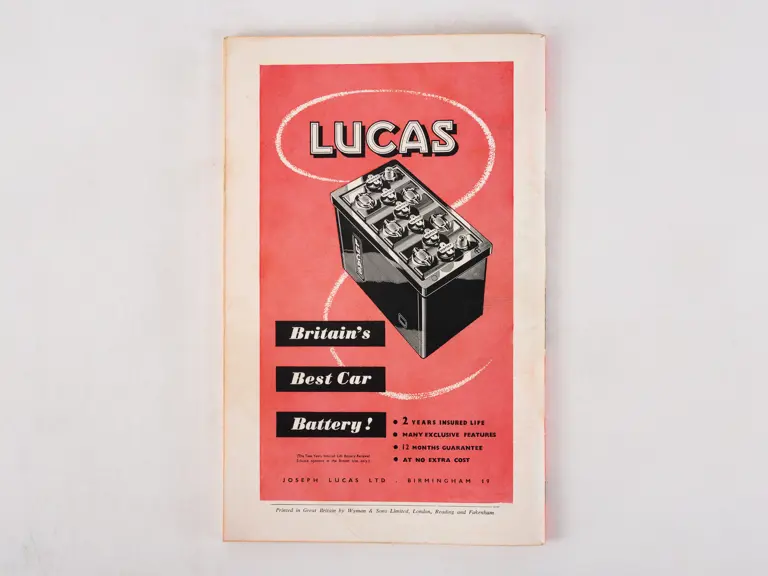 LUCAS
LUCAS
Britain's
Best Car
Battery!
• 2 YEARS INSURED LIFE
• MANY EXCLUSIVE FEATURES
• 12 MONTHS GUARANTEE
• AT NO EXTRA COST
JOSEPH LUCAS LTD · BIRMINGHAM 19
Printed in Great Britain by Wyman & Sons Limited, London, Reading and Fakenham